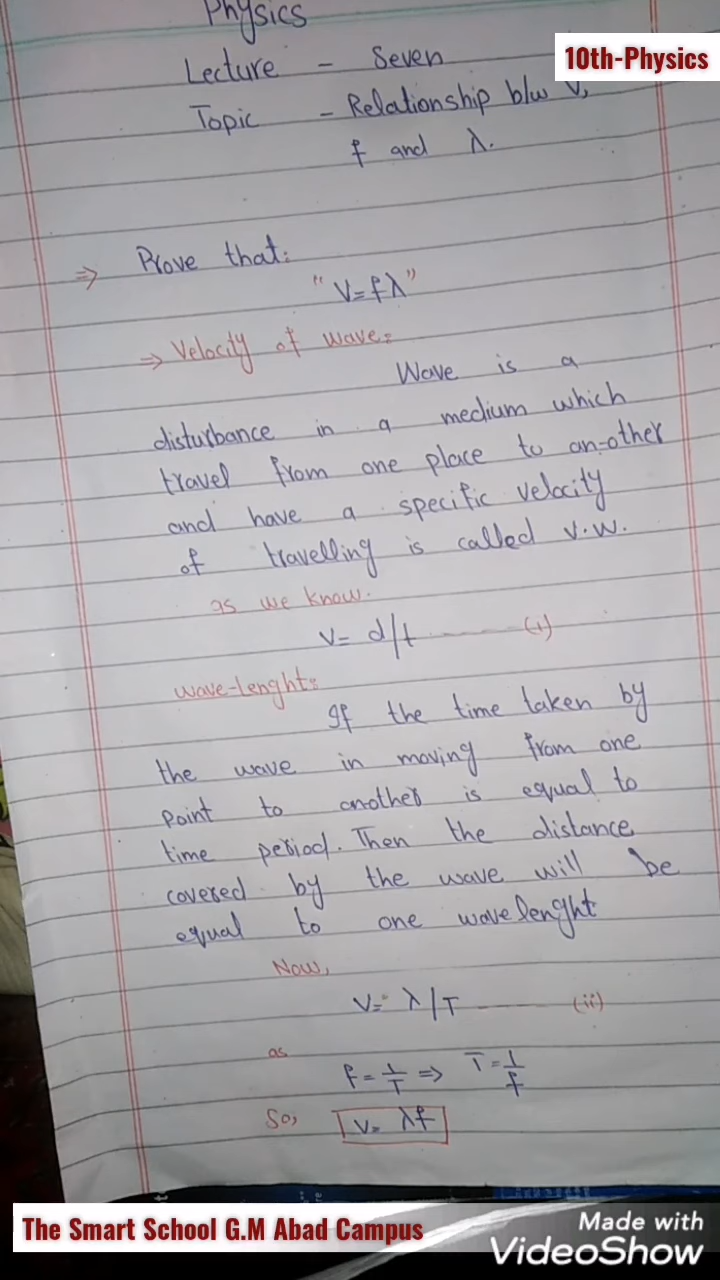 Physics
10th-Physics
Lecture - Seven
Topic - Relationship b/w V,
f and λ.
⇒ Prove that:
"V=fλ"
⇒ Velocity of wave:
Wave is a
disturbance in a medium which
travel from one place to an-other
and have a specific velocity
of travelling is called v.w.
as we know.
V= d/t ------ (i)
wave-lenght:
If the time taken by
the wave in moving from one
point to another is equal to
time period. Then the distance
covered by the wave will be
equal to one wavelenght
Now,
V= λ/T ------ (ii)
as
f = 1/T ⇒ T = 1/f
So,
V= λf
The Smart School G.M Abad Campus
Made with
VideoShow